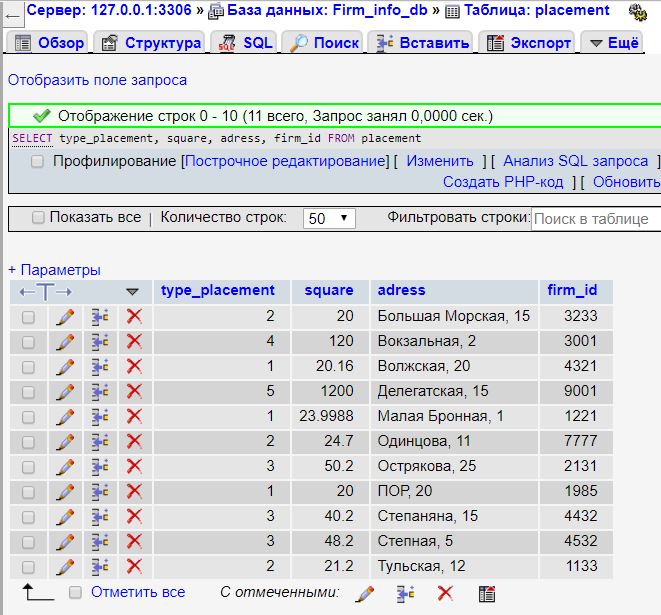 Сервер: 127.0.0.1:3306 » База данных: Firm_info_db » Таблица: placement
Обзор Структура SQL Поиск Вставить Экспорт Ещё
Отобразить поле запроса
Отображение строк 0 - 10 (11 всего, Запрос занял 0,0000 сек.)
SELECT type_placement, square, adress, firm_id FROM placement
Профилирование [Построчное редактирование] [ Изменить ] [ Анализ SQL запроса ]
Создать PHP-код ] [ Обновить
Показать все | Количество строк: 50 Фильтровать строки: Поиск в таблице
+ Параметры
←T→ type_placement square adress firm_id
2 20 Большая Морская, 15 3233
4 120 Вокзальная, 2 3001
1 20.16 Волжская, 20 4321
5 1200 Делегатская, 15 9001
1 23.9988 Малая Бронная, 1 1221
2 24.7 Одинцова, 11 7777
3 50.2 Острякова, 25 2131
1 20 ПОР, 20 1985
3 40.2 Степаняна, 15 4432
3 48.2 Степная, 5 4532
2 21.2 Тульская, 12 1133
Отметить все С отмеченными: